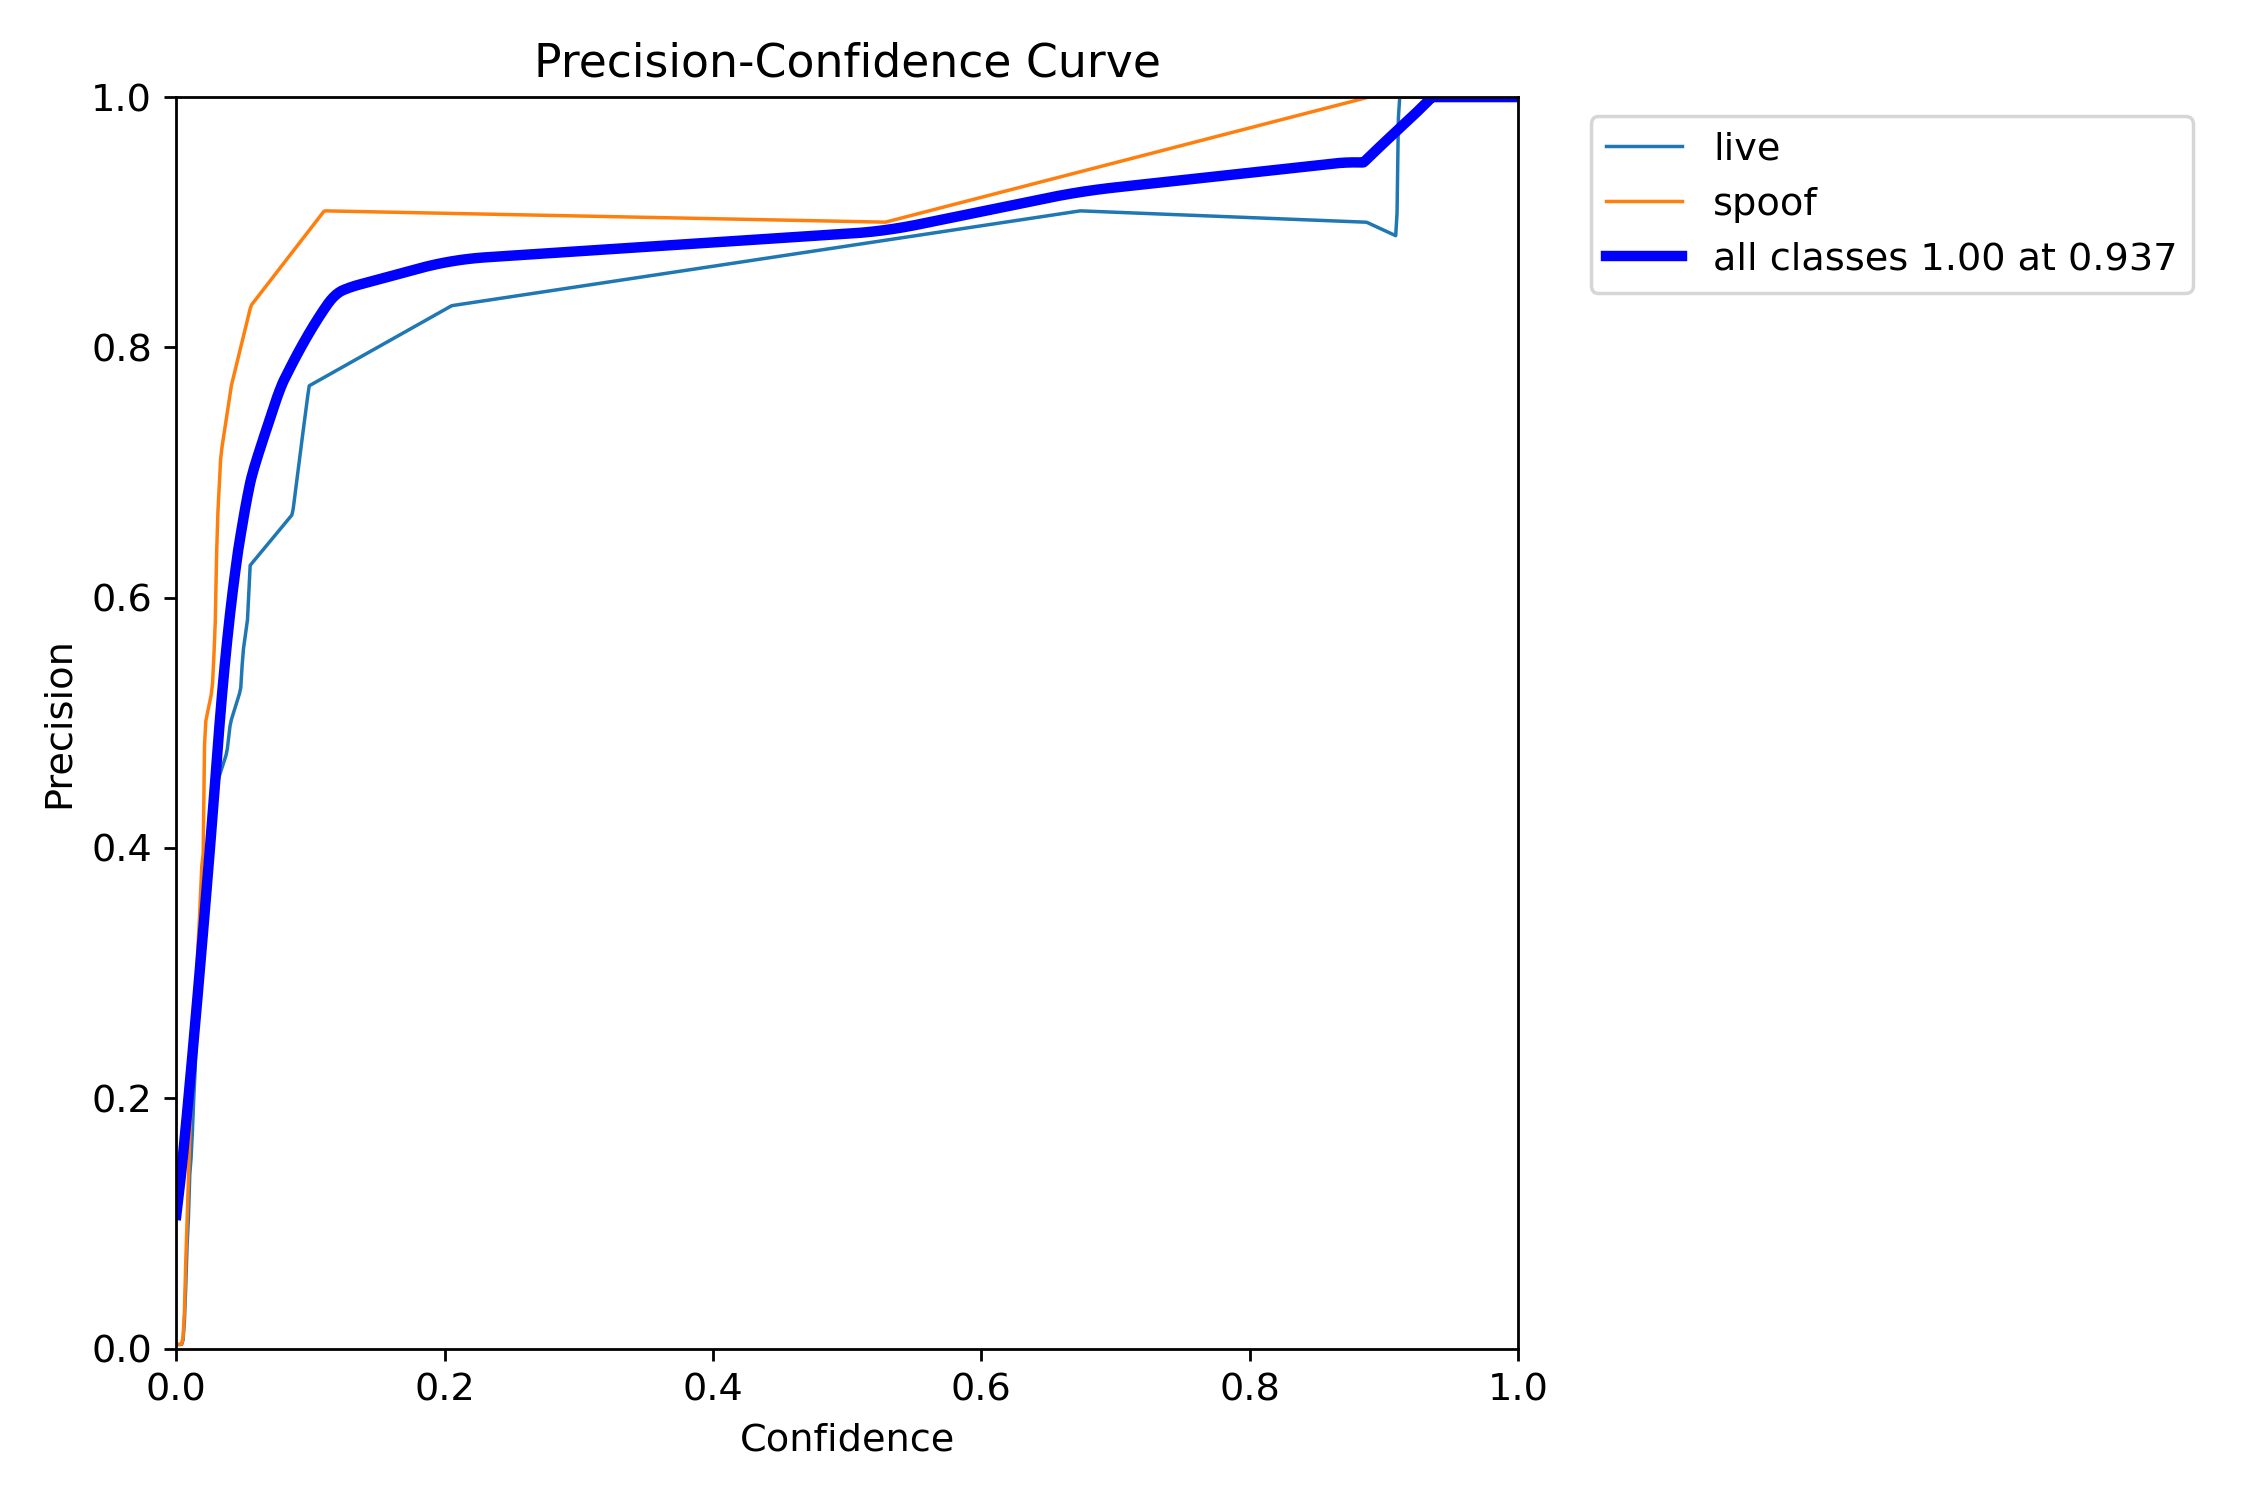 Precision-Confidence Curve
1.0
0.8
0.6
0.4
0.2
0.0
Precision
0.0 0.2 0.4 0.6 0.8 1.0
Confidence
live
spoof
all classes 1.00 at 0.937